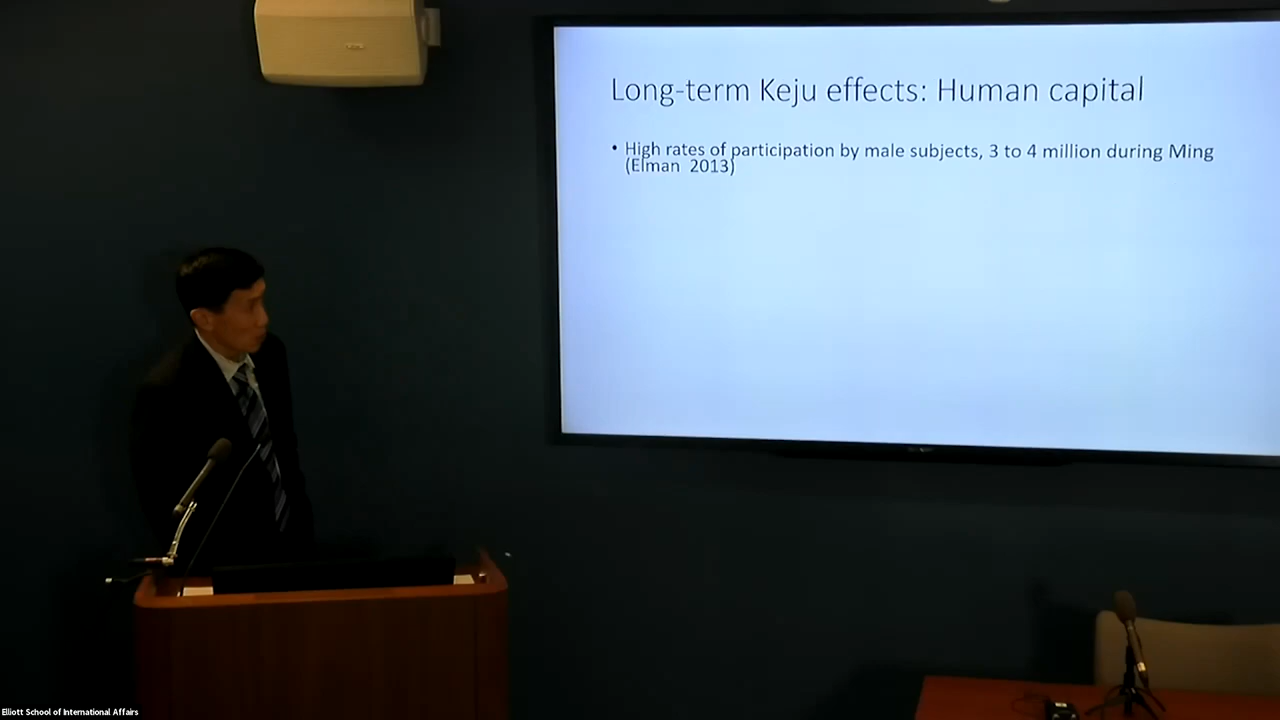 Long-term Keju effects: Human capital
• High rates of participation by male subjects, 3 to 4 million during Ming
(Elman 2013)
Elliott School of International Affairs